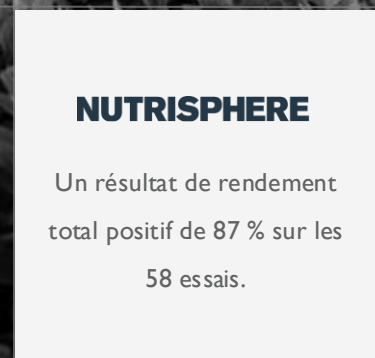 NUTRISPHERE
Un résultat de rendement
total positif de 87 % sur les
58 essais.